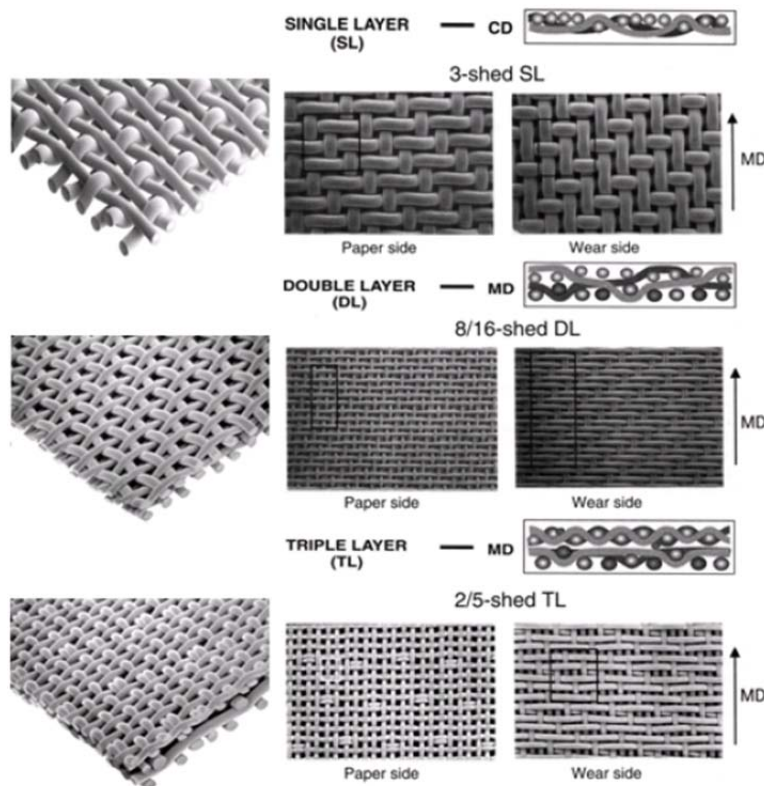 SINGLE LAYER — CD
(SL)
3-shed SL
MD
Paper side Wear side
DOUBLE LAYER — MD
(DL)
8/16-shed DL
MD
Paper side Wear side
TRIPLE LAYER — MD
(TL)
2/5-shed TL
MD
Paper side Wear side